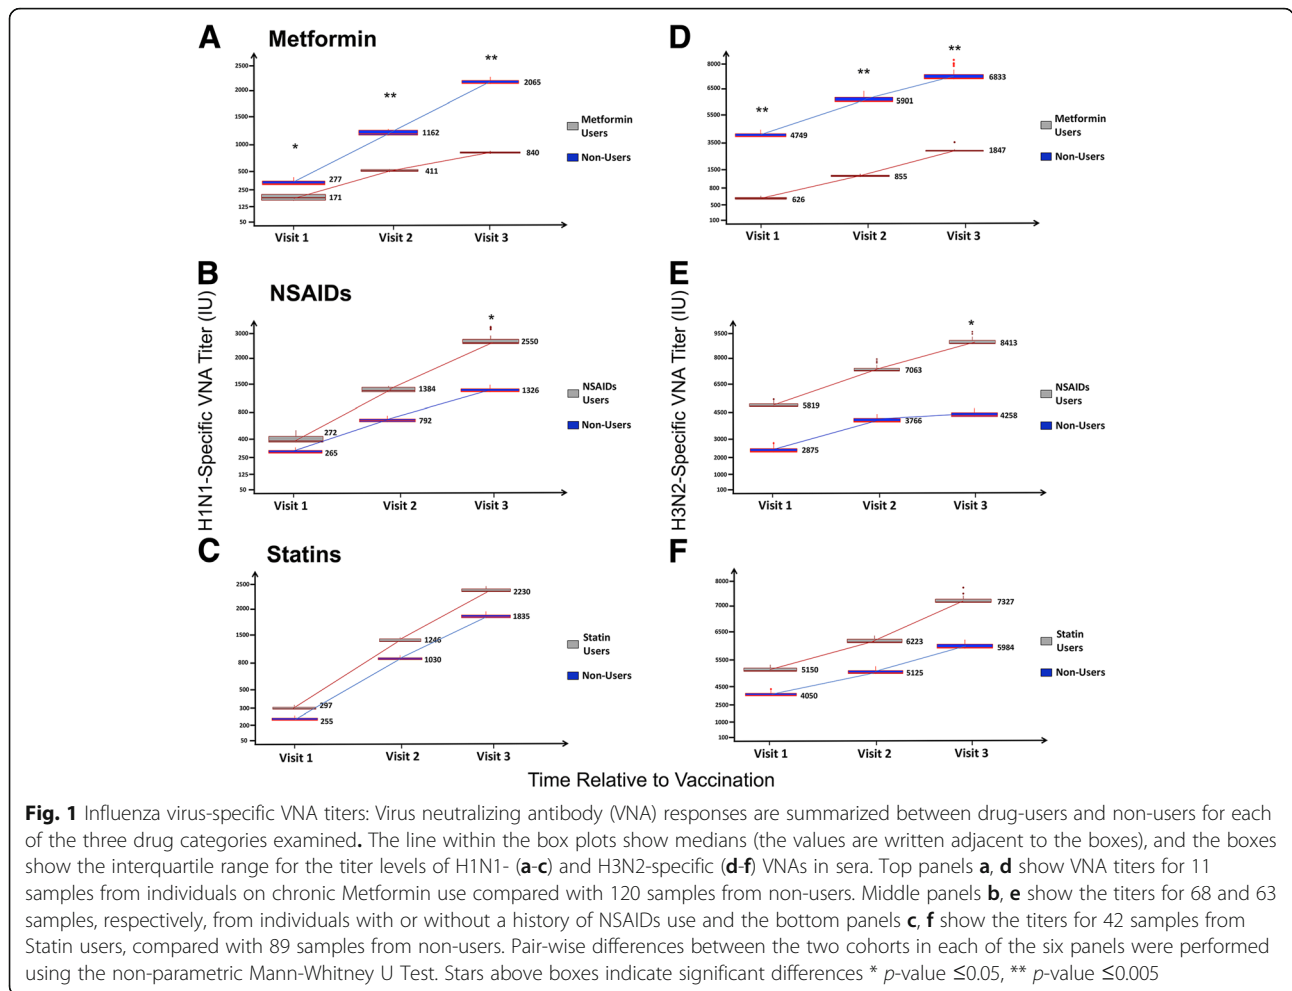 A Metformin
2500
2000
1500
1000
500
250
125
50
*
**
**
277
171
1162
411
2065
840
Visit 1 Visit 2 Visit 3
Metformin
Users
Non-Users
D
8000
6500
5500
3500
1500
800
500
100
**
**
**
4749
626
5901
855
6833
1847
Visit 1 Visit 2 Visit 3
Metformin
Users
Non-Users
B NSAIDs
H1N1-Specific VNA Titer (IU)
3000
2000
1500
800
400
250
125
50
*
272
265
1384
792
2550
1326
Visit 1 Visit 2 Visit 3
NSAIDs
Users
Non-Users
E
H3N2-Specific VNA Titer (IU)
9500
8000
6500
4500
3000
2000
1000
100
*
5819
2875
7063
3766
8413
4258
Visit 1 Visit 2 Visit 3
NSAIDs
Users
Non-Users
C Statins
2500
2000
1500
800
500
300
200
50
297
255
1246
1030
2230
1835
Visit 1 Visit 2 Visit 3
Statin
Users
Non-Users
F
8000
7000
6500
5500
4500
2500
1000
100
5150
4050
6223
5125
7327
5984
Visit 1 Visit 2 Visit 3
Statin
Users
Non-Users
Time Relative to Vaccination
Fig. 1 Influenza virus-specific VNA titers: Virus neutralizing antibody (VNA) responses are summarized between drug-users and non-users for each
of the three drug categories examined. The line within the box plots show medians (the values are written adjacent to the boxes), and the boxes
show the interquartile range for the titer levels of H1N1- (a-c) and H3N2-specific (d-f) VNAs in sera. Top panels a, d show VNA titers for 11
samples from individuals on chronic Metformin use compared with 120 samples from non-users. Middle panels b, e show the titers for 68 and 63
samples, respectively, from individuals with or without a history of NSAIDs use and the bottom panels c, f show the titers for 42 samples from
Statin users, compared with 89 samples from non-users. Pair-wise differences between the two cohorts in each of the six panels were performed
using the non-parametric Mann-Whitney U Test. Stars above boxes indicate significant differences * p-value ≤0.05, ** p-value ≤0.005